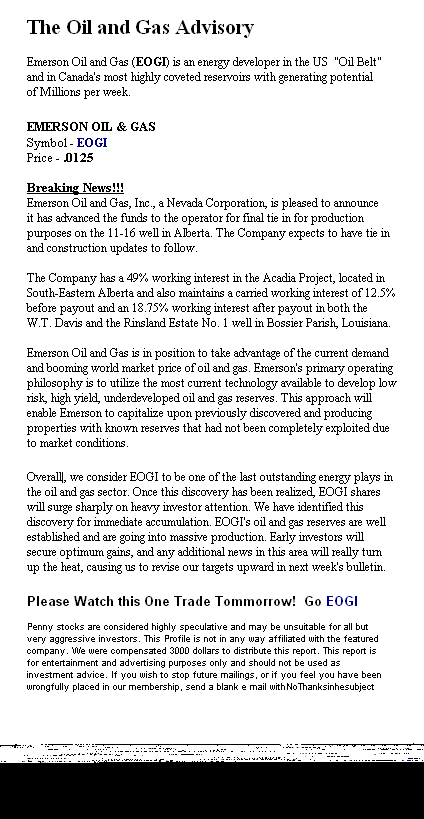 The Oil and Gas Advisory
Emerson Oil and Gas (EOGI) is an energy developer in the US "Oil Belt"
and in Canada's most highly coveted reservoirs with generating potential
of Millions per week.
EMERSON OIL & GAS
Symbol - EOGI
Price - .0125
Breaking News!!!
Emerson Oil and Gas, Inc., a Nevada Corporation, is pleased to announce
it has advanced the funds to the operator for final tie in for production
purposes on the 11-16 well in Alberta. The Company expects to have tie in
and construction updates to follow.
The Company has a 49% working interest in the Acadia Project, located in
South-Eastern Alberta and also maintains a carried working interest of 12.5%
before payout and an 18.75% working interest after payout in both the
W.T. Davis and the Rinsland Estate No. 1 well in Bossier Parish, Louisiana.
Emerson Oil and Gas is in position to take advantage of the current demand
and booming world market price of oil and gas. Emerson's primary operating
philosophy is to utilize the most current technology available to develop low
risk, high yield, underdeveloped oil and gas reserves. This approach will
enable Emerson to capitalize upon previously discovered and producing
properties with known reserves that had not been completely exploited due
to market conditions.
Overall, we consider EOGI to be one of the last outstanding energy plays in
the oil and gas sector. Once this discovery has been realized, EOGI shares
will surge sharply on heavy investor attention. We have identified this
discovery for immediate accumulation. EOGI's oil and gas reserves are well
established and are going into massive production. Early investors will
secure optimum gains, and any additional news in this area will really turn
up the heat, causing us to revise our targets upward in next week's bulletin.
Please Watch this One Trade Tommorrow! Go EOGI
Penny stocks are considered highly speculative and may be unsuitable for all but
very aggressive investors. This Profile is not in any way affiliated with the featured
company. We were compensated 3000 dollars to distribute this report. This report is
for entertainment and advertising purposes only and should not be used as
investment advice. If you wish to stop future mailings, or if you feel you have been
wrongfully placed in our membership, send a blank e mail withNoThanksinhesubject